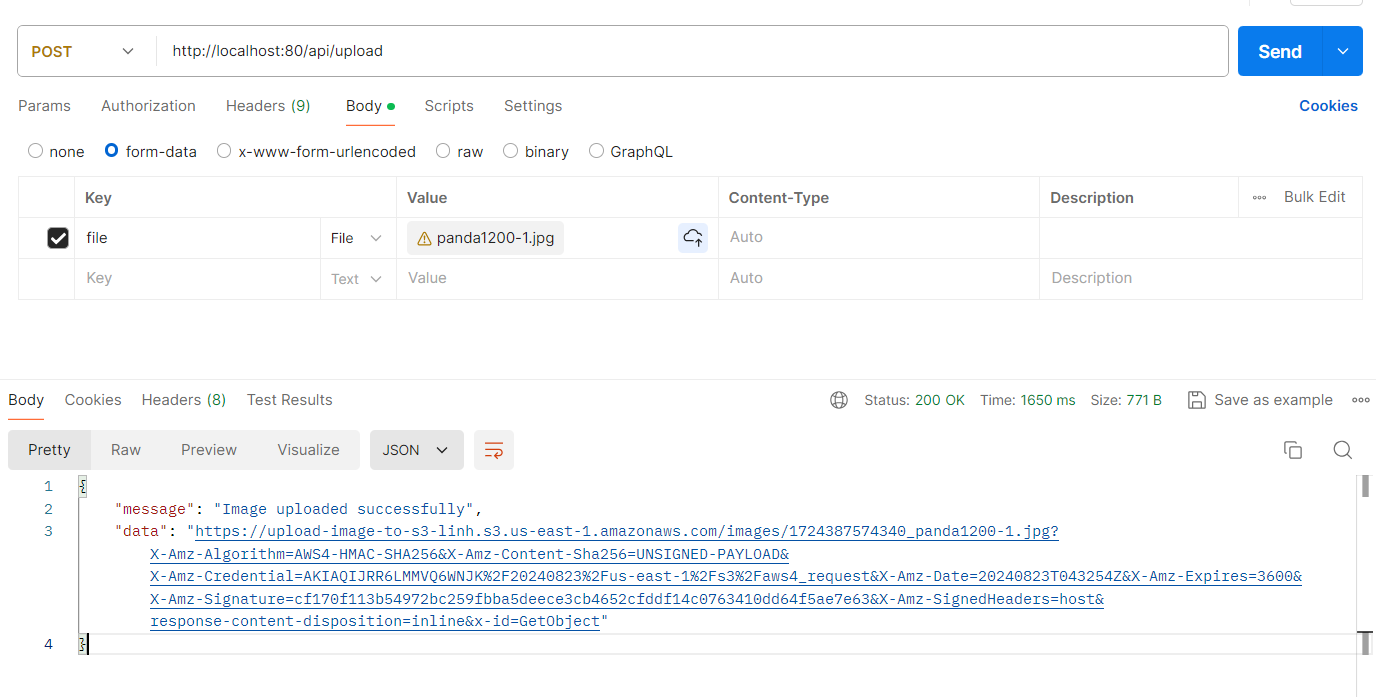 POST http://localhost:80/api/upload Send
Params Authorization Headers (9) Body Scripts Settings Cookies
none form-data x-www-form-urlencoded raw binary GraphQL
Key Value Content-Type Description Bulk Edit
file File panda1200-1.jpg Auto
Key Text Value Auto Description
Body Cookies Headers (8) Test Results Status: 200 OK Time: 1650 ms Size: 771 B Save as example
Pretty Raw Preview Visualize JSON
1 {
2 "message": "Image uploaded successfully",
3 "data": "https://upload-image-to-s3-linh.s3.us-east-1.amazonaws.com/images/1724387574340_panda1200-1.jpg?
X-Amz-Algorithm=AWS4-HMAC-SHA256&X-Amz-Content-Sha256=UNSIGNED-PAYLOAD&
X-Amz-Credential=AKIAQIJRR6LMMVQ6WNJK%2F20240823%2Fus-east-1%2Fs3%2Faws4_request&X-Amz-Date=20240823T043254Z&X-Amz-Expires=3600&
X-Amz-Signature=cf170f113b54972bc259fbba5deece3cb4652cfddf14c0763410dd64f5ae7e63&X-Amz-SignedHeaders=host&
response-content-disposition=inline&x-id=GetObject"
4 }